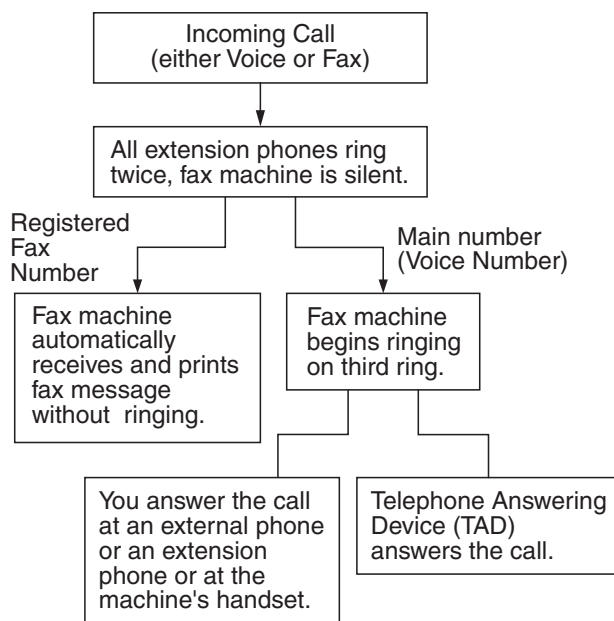 Incoming Call
(either Voice or Fax)
All extension phones ring
twice, fax machine is silent.
Registered
Fax
Number
Main number
(Voice Number)
Fax machine
automatically
receives and prints
fax message
without ringing.
Fax machine
begins ringing
on third ring.
You answer the call
at an external phone
or an extension
phone or at the
machine's handset.
Telephone Answering
Device (TAD)
answers the call.